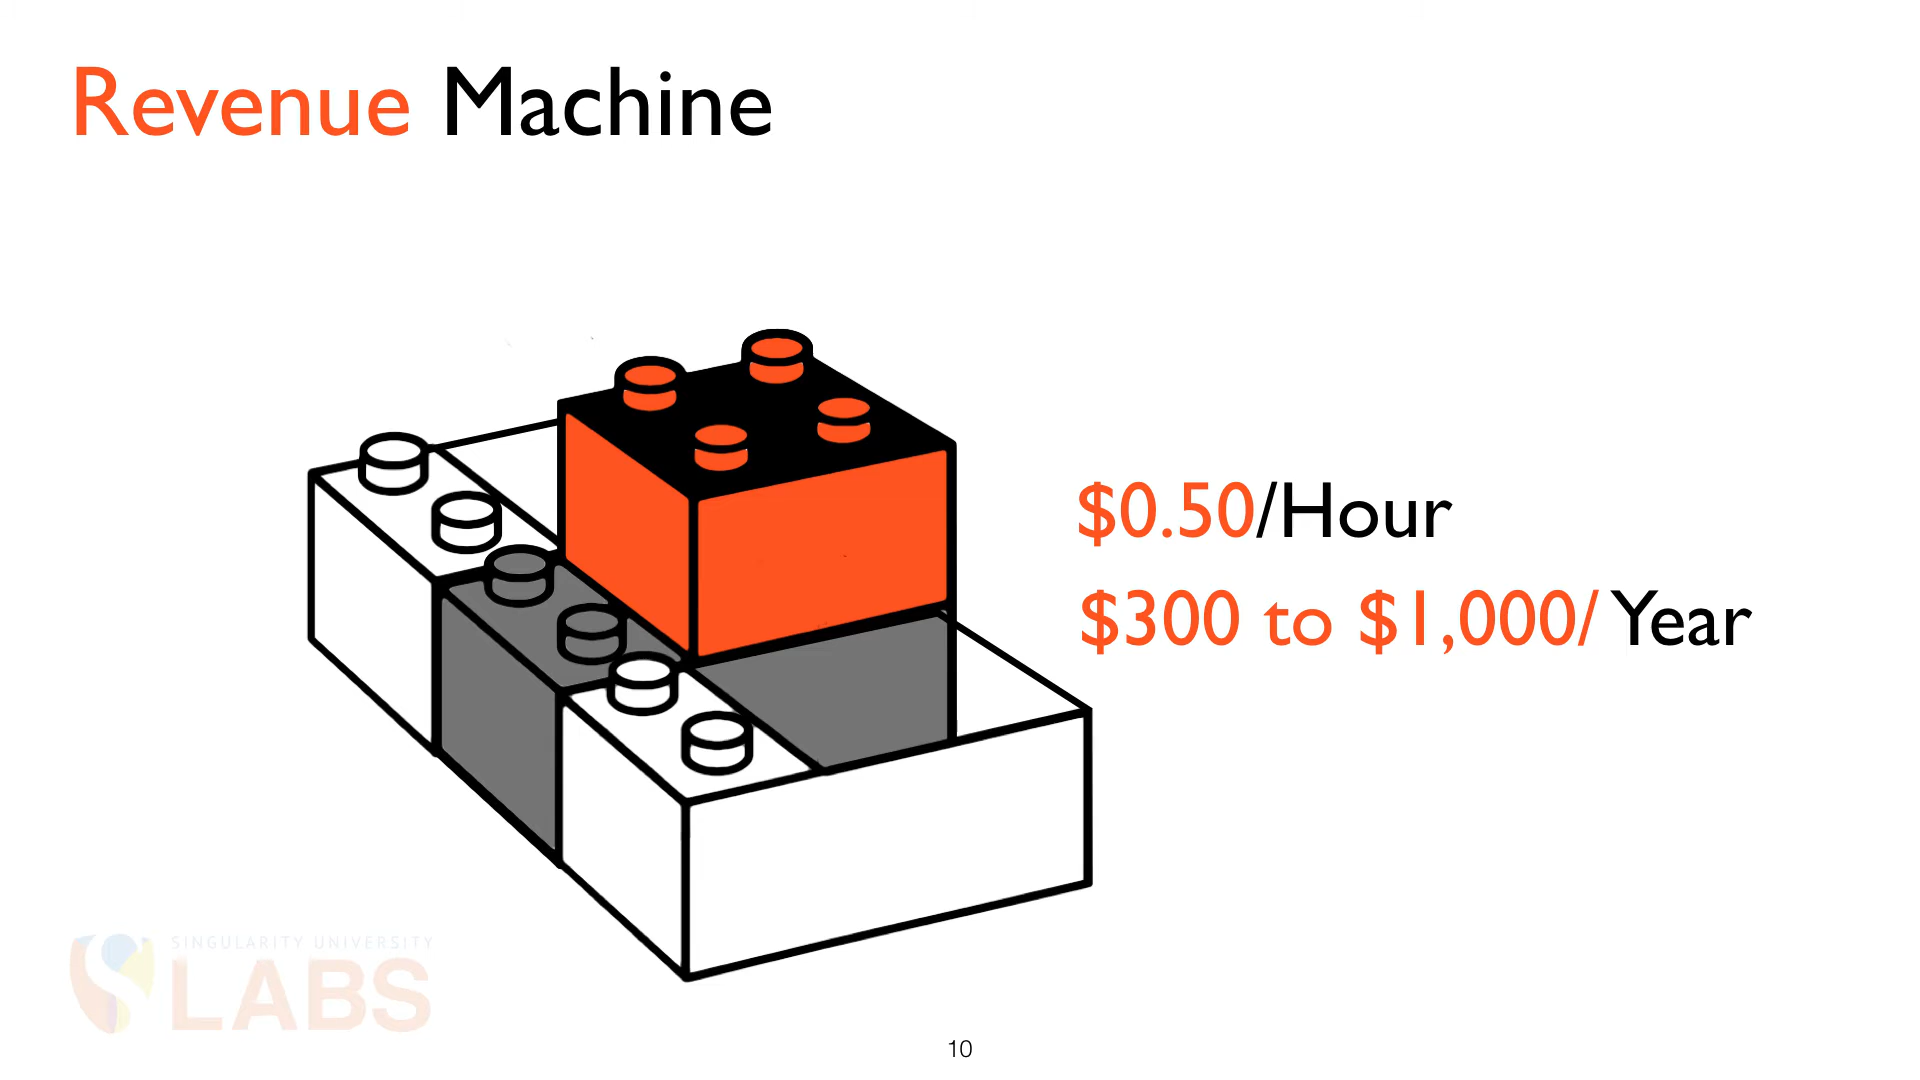 Revenue Machine
$0.50/Hour
$300 to $1,000/ Year
SINGULARITY UNIVERSITY
LABS
10